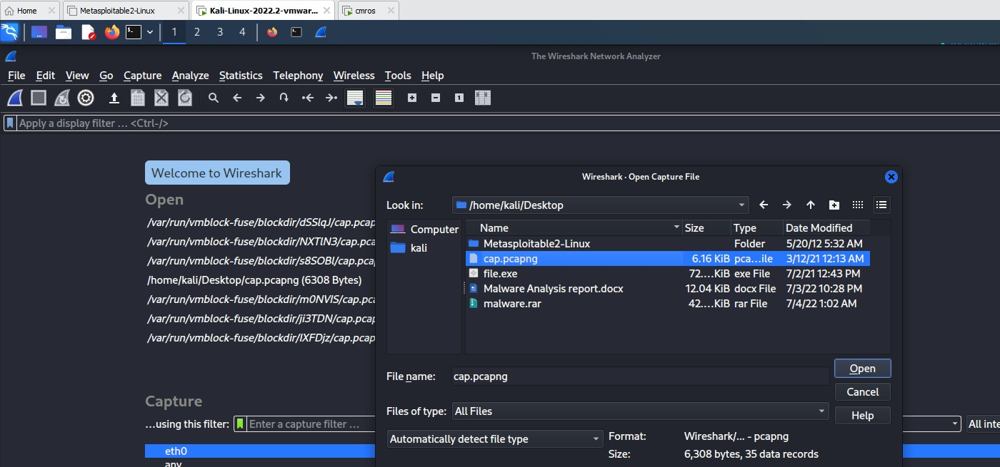 Home
Metasploitable2-Linux
Kali-Linux-2022.2-vmwar...
cmros
1 2 3 4
The Wireshark Network Analyzer
File Edit View Go Capture Analyze Statistics Telephony Wireless Tools Help
Apply a display filter … <Ctrl-/>
Welcome to Wireshark
Open
/var/run/vmblock-fuse/blockdir/dSSlqJ/cap.pcap
/var/run/vmblock-fuse/blockdir/NXTlN3/cap.pca
/var/run/vmblock-fuse/blockdir/s8SOBl/cap.pcap
/home/kali/Desktop/cap.pcapng (6308 Bytes)
/var/run/vmblock-fuse/blockdir/m0NVlS/cap.pca
/var/run/vmblock-fuse/blockdir/ji3TDN/cap.pcap
/var/run/vmblock-fuse/blockdir/lXFDjz/cap.pcap
Capture
…using this filter: Enter a capture filter …
All inte
eth0
any
Wireshark · Open Capture File
Look in: /home/kali/Desktop
Computer
kali
Name Size Type Date Modified
Metasploitable2-Linux Folder 5/20/12 5:32 AM
cap.pcapng 6.16 KiB pca…ile 3/12/21 12:13 AM
file.exe 72.…KiB exe File 7/2/21 12:43 PM
Malware Analysis report.docx 12.04 KiB docx File 7/3/22 10:28 PM
malware.rar 42.…KiB rar File 7/4/22 1:02 AM
File name: cap.pcapng
Open
Cancel
Files of type: All Files
Help
Automatically detect file type
Format: Wireshark/... - pcapng
Size: 6,308 bytes, 35 data records